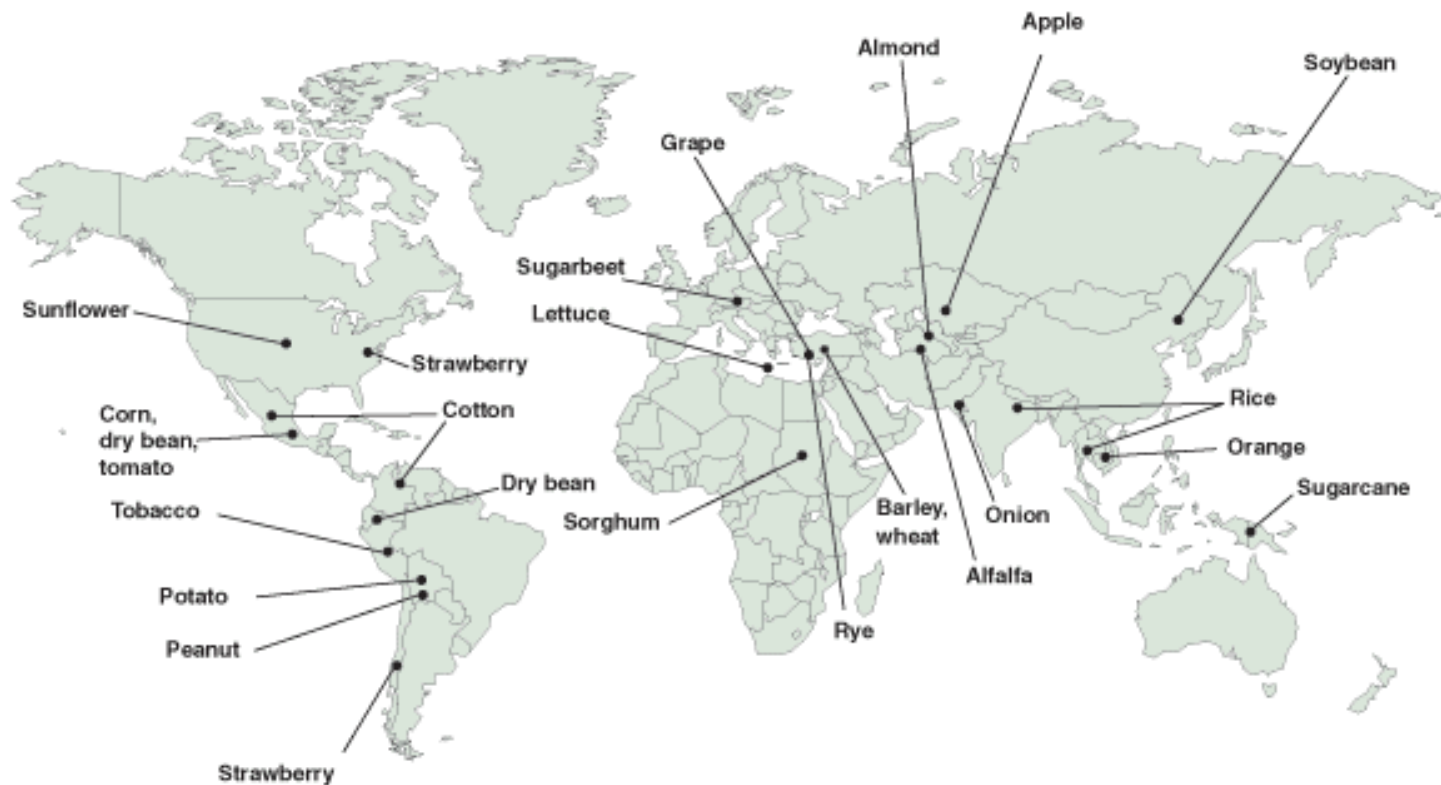 Apple
Almond
Soybean
Grape
Sugarbeet
Lettuce
Sunflower
Strawberry
Cotton
Corn,
dry bean,
tomato
Rice
Orange
Dry bean
Sugarcane
Tobacco
Sorghum
Barley,
wheat
Onion
Alfalfa
Potato
Rye
Peanut
Strawberry